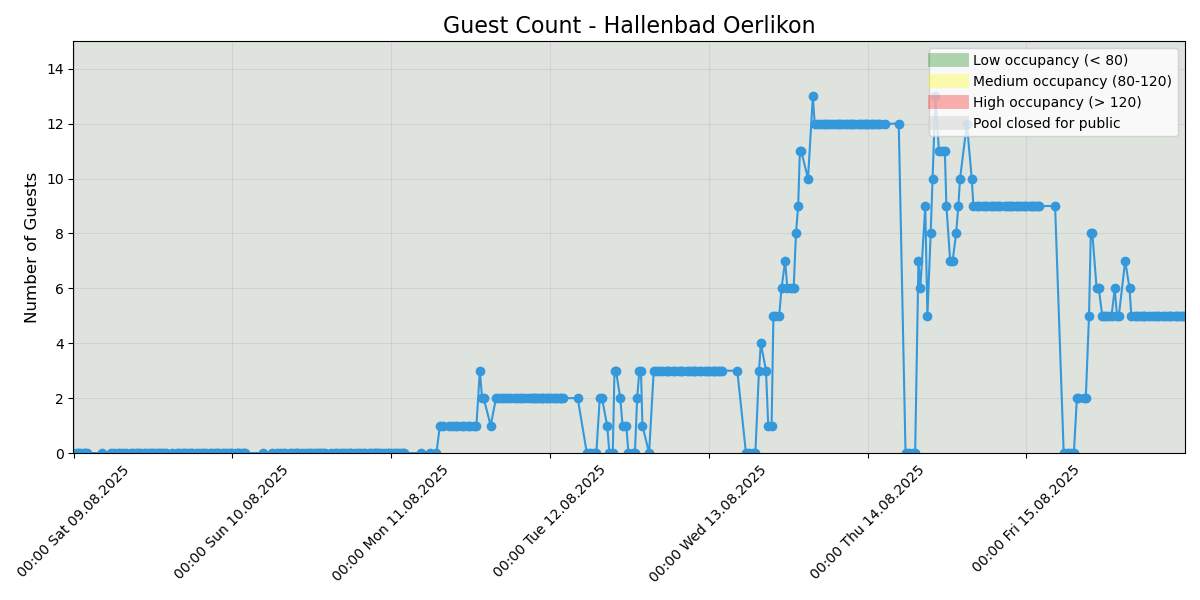 Guest Count - Hallenbad Oerlikon
Low occupancy (< 80)
Medium occupancy (80-120)
High occupancy (> 120)
Pool closed for public
Number of Guests
14
12
10
8
6
4
2
0
00:00 Sat 09.08.2025
00:00 Sun 10.08.2025
00:00 Mon 11.08.2025
00:00 Tue 12.08.2025
00:00 Wed 13.08.2025
00:00 Thu 14.08.2025
00:00 Fri 15.08.2025